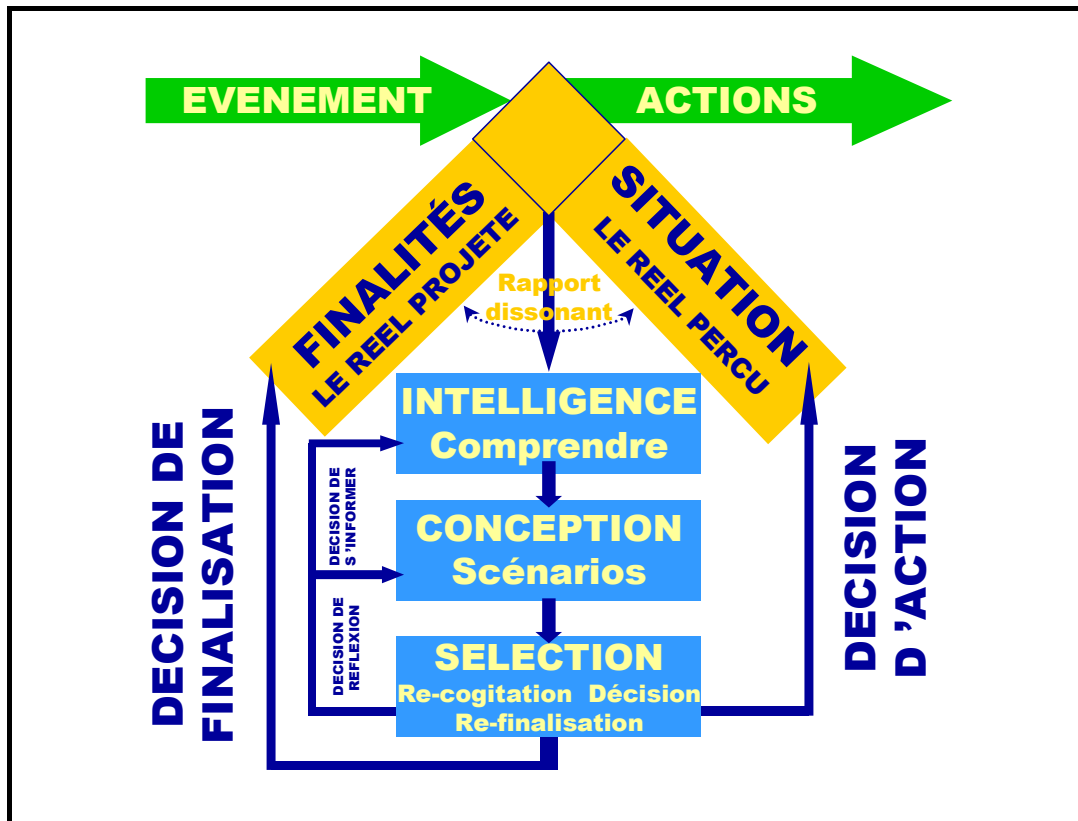 EVENEMENT
ACTIONS
FINALITÉS
LE REEL PROJETE
SITUATION
LE REEL PERCU
Rapport
dissonant
INTELLIGENCE
Comprendre
CONCEPTION
Scénarios
SELECTION
Re-cogitation Décision
Re-finalisation
DECISION DE
S ’INFORMER
DECISION DE
REFLEXION
DECISION DE
FINALISATION
DECISION
D ’ACTION